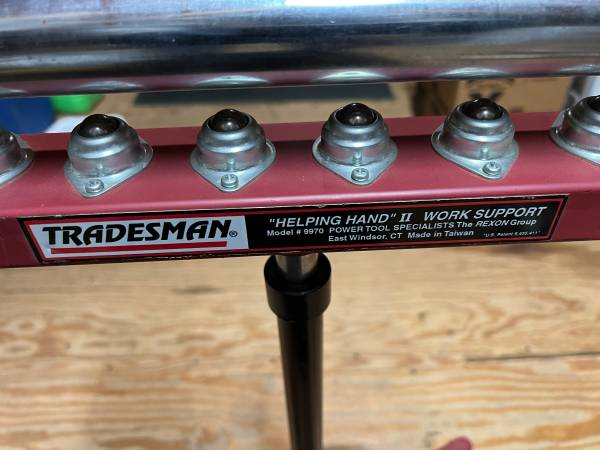 TRADESMAN®
"HELPING HAND" II WORK SUPPORT
Model # 9970 POWER TOOL SPECIALISTS The REXON Group
East Windsor, CT Made in Taiwan